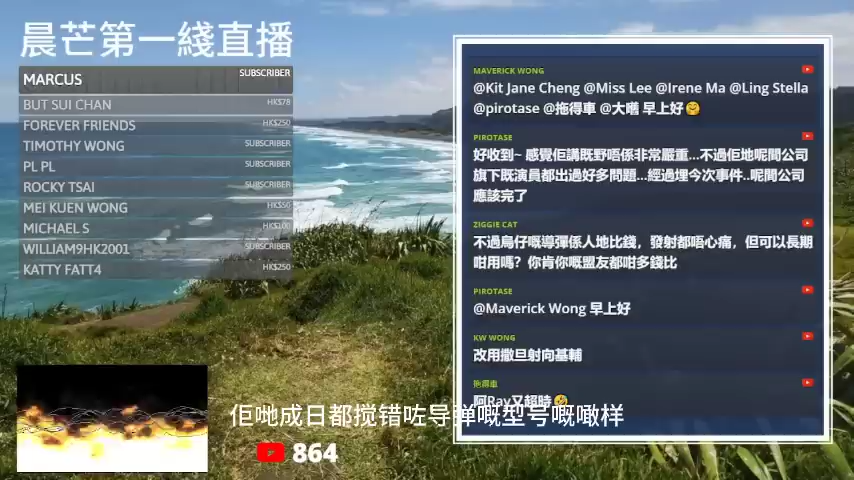 晨芒第一綫直播
MARCUS
SUBSCRIBER
BUT SUI CHAN
HK$78
FOREVER FRIENDS
HK$250
TIMOTHY WONG
SUBSCRIBER
PL PL
SUBSCRIBER
ROCKY TSAI
SUBSCRIBER
MEI KUEN WONG
HK$50
MICHAEL S
HK$100
WILLIAM9HK2001
SUBSCRIBER
KATTY FATT4
HK$250
MAVERICK WONG
@Kit Jane Cheng @Miss Lee @Irene Ma @Ling Stella
@pirotase @拖得車 @大嚿 早上好🤗
PIROTASE
好收到~ 感覺佢講既野唔係非常嚴重...不過佢地呢間公司
旗下既演員都出過好多問題...經過埋今次事件..呢間公司
應該完了
ZIGGIE CAT
不過烏仔嘅導彈係人地比錢，發射都唔心痛，但可以長期
咁用嗎？你肯你嘅盟友都咁多錢比
PIROTASE
@Maverick Wong 早上好
KW WONG
改用撒旦射向基輔
拖得車
阿Ray又超時🤣
佢哋成日都搅错咗导弹嘅型号嘅噉样
864